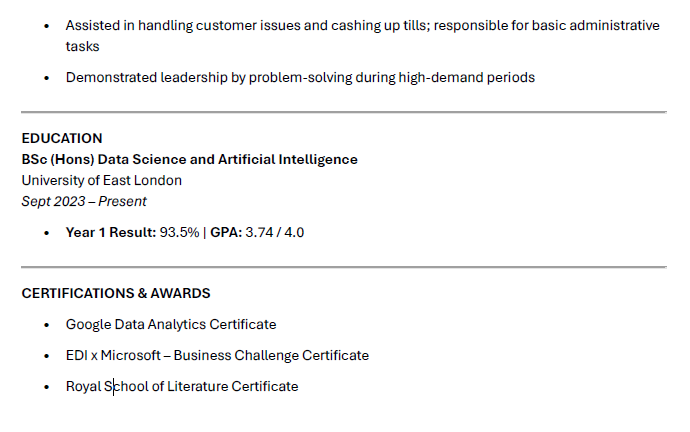 • Assisted in handling customer issues and cashing up tills; responsible for basic administrative
tasks
• Demonstrated leadership by problem-solving during high-demand periods
EDUCATION
BSc (Hons) Data Science and Artificial Intelligence
University of East London
Sept 2023 – Present
• Year 1 Result: 93.5% | GPA: 3.74 / 4.0
CERTIFICATIONS & AWARDS
• Google Data Analytics Certificate
• EDI x Microsoft – Business Challenge Certificate
• Royal School of Literature Certificate